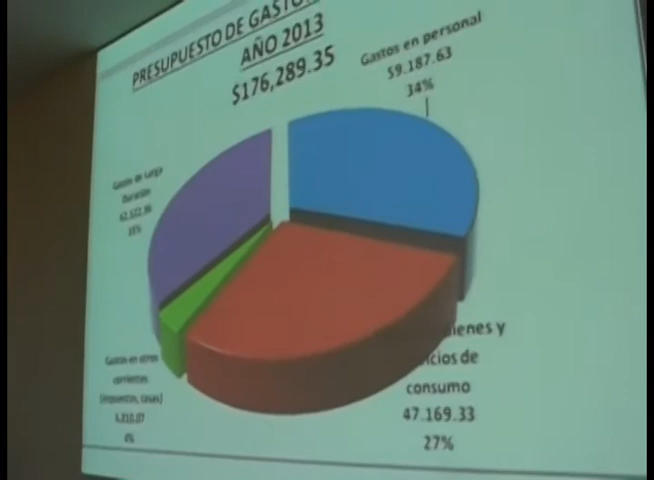 PRESUPUESTO DE GASTO
AÑO 2013
$176,289.35
Gastos en personal
59.187.63
34%
Gastos de Larga
Duración
35%
ienes y
icios de
consumo
47.169.33
27%
Gastos en otros
corrientes
(impuestos, tasas)
4%